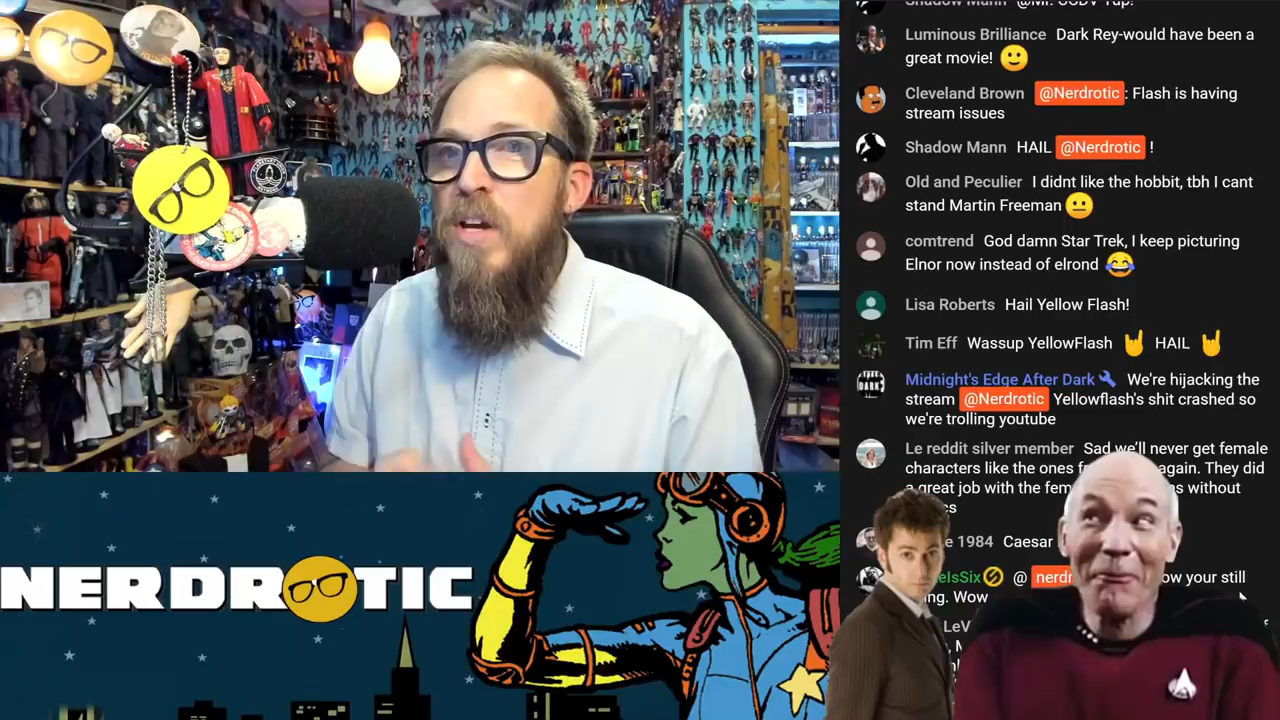 Shadow Mann @Mr. CGDV Yup!
Luminous Brilliance Dark Rey-would have been a
great movie!
Cleveland Brown @Nerdrotic: Flash is having
stream issues
Shadow Mann HAIL @Nerdrotic !
Old and Peculier I didnt like the hobbit, tbh I cant
stand Martin Freeman
comtrend God damn Star Trek, I keep picturing
Elnor now instead of elrond
Lisa Roberts Hail Yellow Flash!
Tim Eff Wassup YellowFlash HAIL
Midnight's Edge After Dark We're hijacking the
stream @Nerdrotic Yellowflash's shit crashed so
we're trolling youtube
Le reddit silver member Sad we'll never get female
characters like the ones again. They did
a great job with the without
1984 Caesar
@ your still
Wow
NERDROTIC